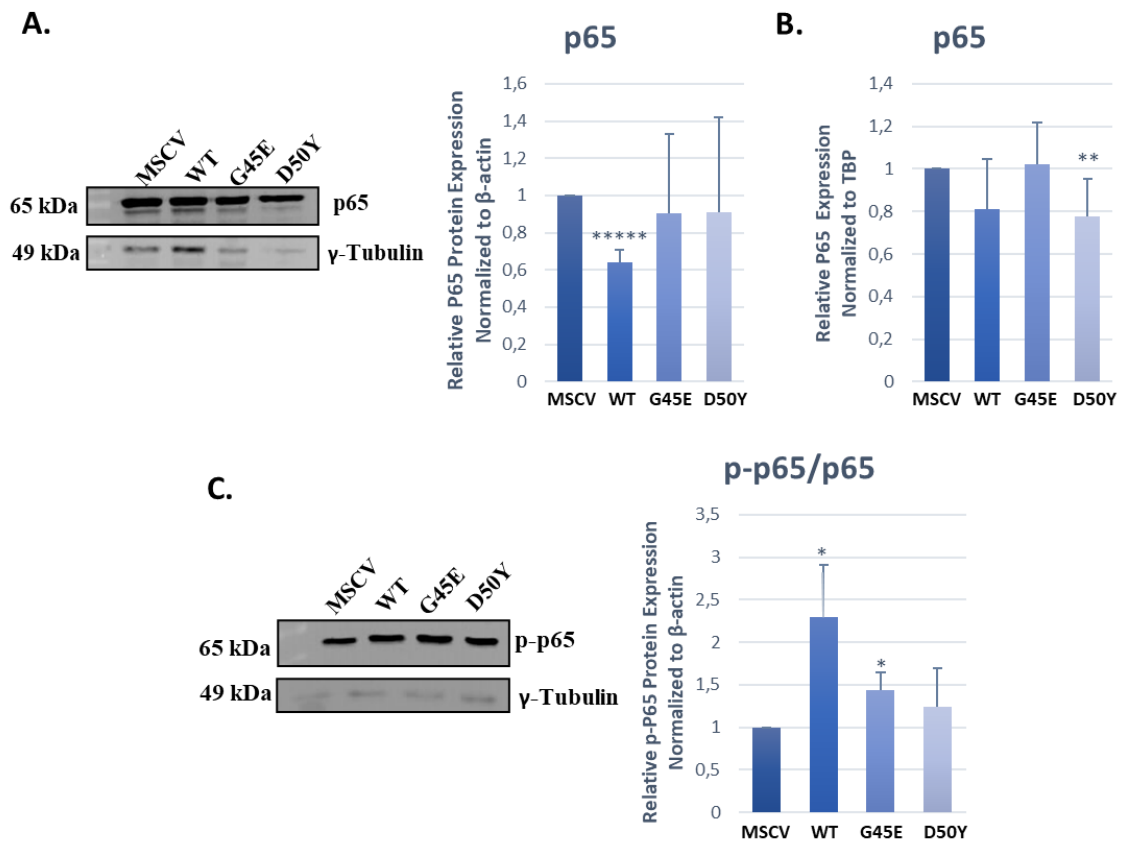 A.
MSCV WT G45E D50Y
65 kDa p65
49 kDa γ-Tubulin
p65
Relative P65 Protein Expression
Normalized to β-actin
1,6
1,4
1,2
1
0,8
0,6
0,4
0,2
0
*****
MSCV WT G45E D50Y
B.
p65
Relative P65 Expression
Normalized to TBP
1,4
1,2
1
0,8
0,6
0,4
0,2
0
**
MSCV WT G45E D50Y
C.
MSCV WT G45E D50Y
65 kDa p-p65
49 kDa γ-Tubulin
p-p65/p65
Relative p-P65 Protein Expression
Normalized to β-actin
3,5
3
2,5
2
1,5
1
0,5
0
*
*
MSCV WT G45E D50Y